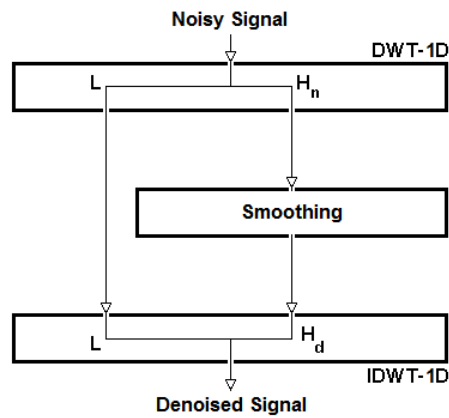 Noisy Signal
DWT-1D
L Hn
Smoothing
L Hd
IDWT-1D
Denoised Signal